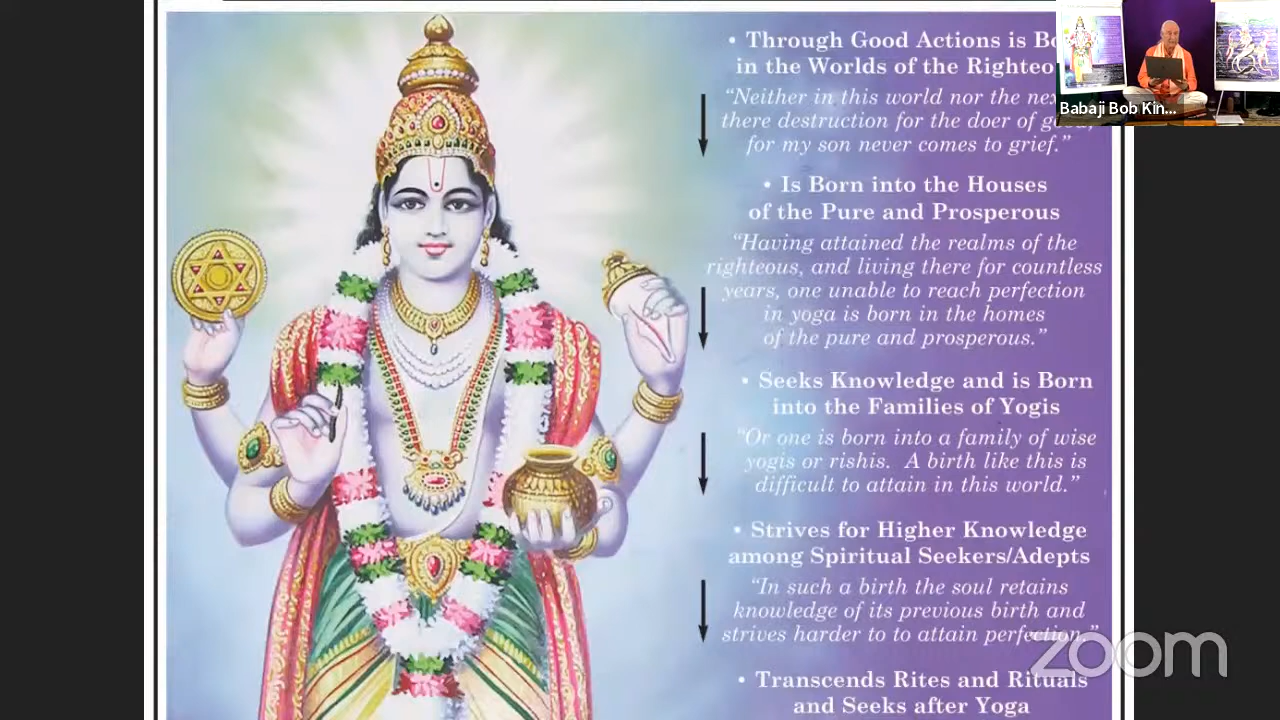 • Through Good Actions is Bo
in the Worlds of the Righteo
“Neither in this world nor the nex
there destruction for the doer of good,
for my son never comes to grief.”
• Is Born into the Houses
of the Pure and Prosperous
“Having attained the realms of the
righteous, and living there for countless
years, one unable to reach perfection
in yoga is born in the homes
of the pure and prosperous.”
• Seeks Knowledge and is Born
into the Families of Yogis
“Or one is born into a family of wise
yogis or rishis. A birth like this is
difficult to attain in this world.”
• Strives for Higher Knowledge
among Spiritual Seekers/Adepts
“In such a birth the soul retains
knowledge of its previous birth and
strives harder to to attain perfection.”
• Transcends Rites and Rituals
and Seeks after Yoga
Babaji Bob Kin...
zoom